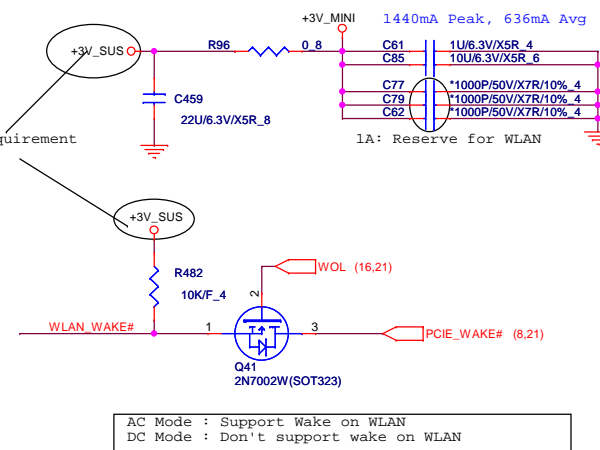 +3V_MINI
1440mA Peak, 636mA Avg
+3V_SUS
R96
0_8
C61
1U/6.3V/X5R_4
C85
10U/6.3V/X5R_6
C77
*1000P/50V/X7R/10%_4
C79
*1000P/50V/X7R/10%_4
C62
*1000P/50V/X7R/10%_4
C459
22U/6.3V/X5R_8
quirement
1A: Reserve for WLAN
+3V_SUS
R482
10K/F_4
WOL (16,21)
2
WLAN_WAKE#
1
3
PCIE_WAKE# (8,21)
Q41
2N7002W(SOT323)
AC Mode : Support Wake on WLAN
DC Mode : Don't support wake on WLAN